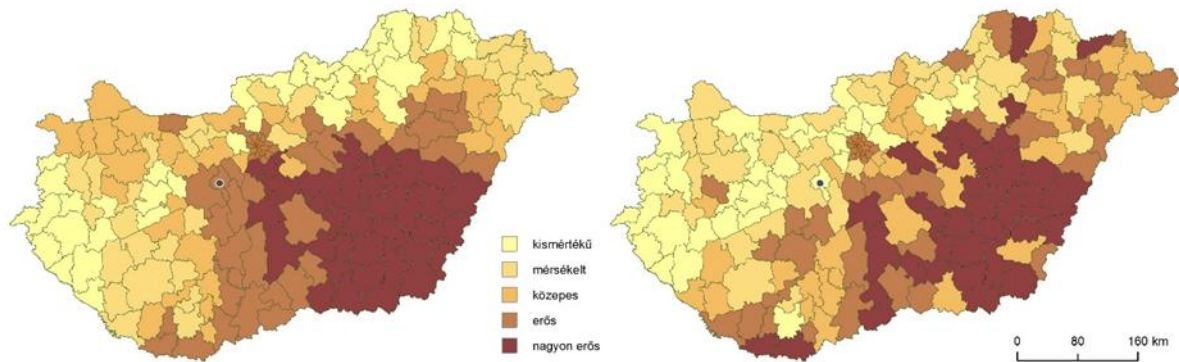 kismértékű
mérsékelt
közepes
erős
nagyon erős
0 80 160 km